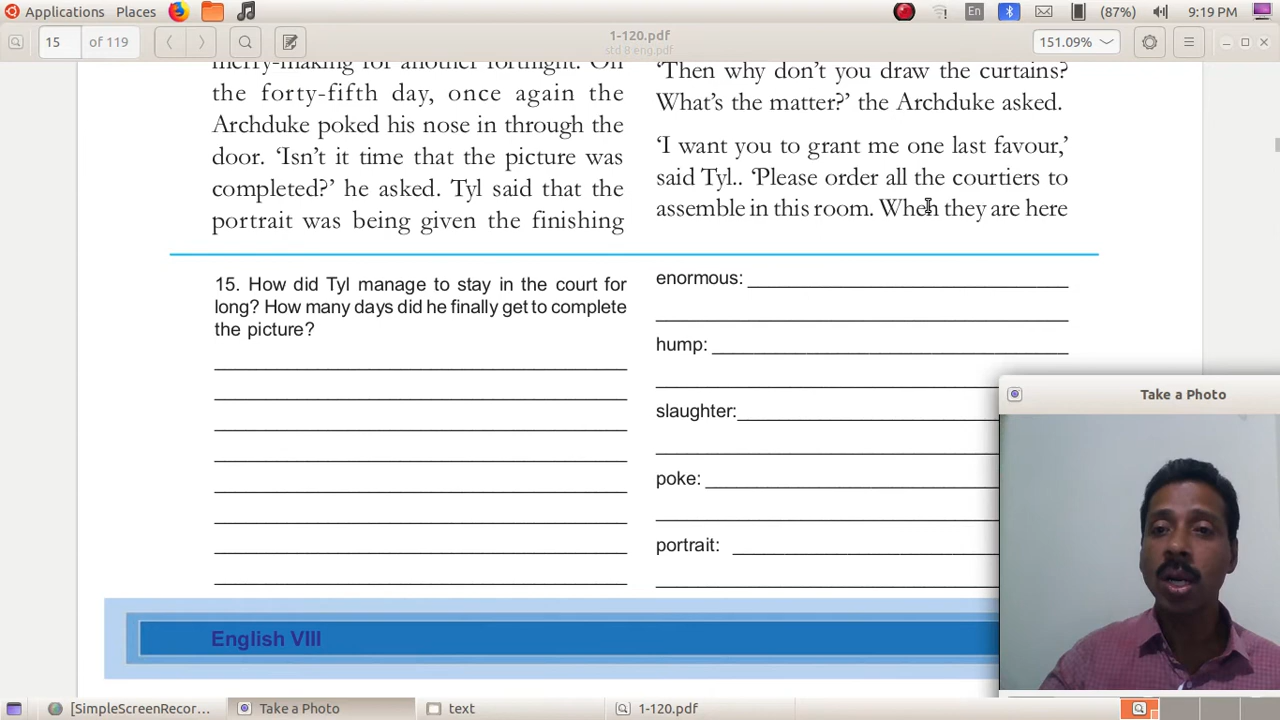 Applications Places En (87%) 9:19 PM
15 of 119 1-120.pdf 151.09%
std 8 eng.pdf
merry-making for another fortnight. On
the forty-fifth day, once again the
Archduke poked his nose in through the
door. ‘Isn’t it time that the picture was
completed?’ he asked. Tyl said that the
portrait was being given the finishing
‘Then why don’t you draw the curtains?
What’s the matter?’ the Archduke asked.
‘I want you to grant me one last favour,’
said Tyl.. ‘Please order all the courtiers to
assemble in this room. When they are here
15. How did Tyl manage to stay in the court for
long? How many days did he finally get to complete
the picture?
enormous:
hump:
slaughter:
poke:
portrait:
Take a Photo
English VIII
[SimpleScreenRecor... Take a Photo text 1-120.pdf